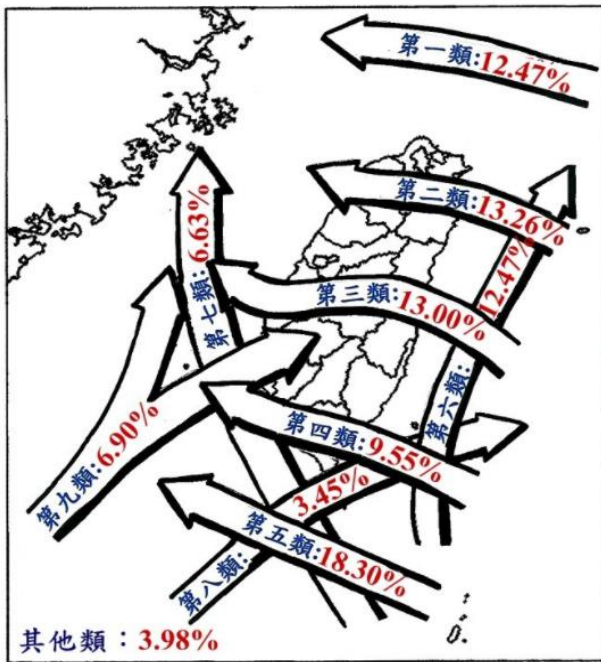 第一類:12.47%
第二類:13.26%
第三類:13.00%
第四類:9.55%
第五類:18.30%
第六類:12.47%
第七類:6.63%
第八類:3.45%
第九類:6.90%
其他類：3.98%